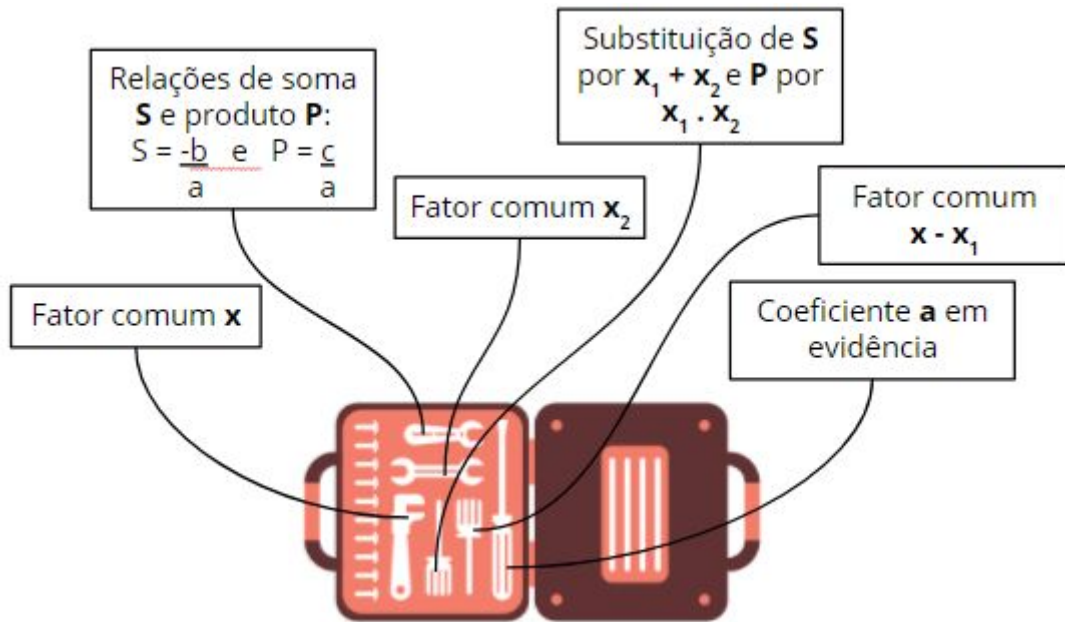 Relações de soma
S e produto P:
S = -b e P = c
a a
Substituição de S
por x₁ + x₂ e P por
x₁ . x₂
Fator comum x₂
Fator comum
x - x₁
Fator comum x
Coeficiente a em
evidência